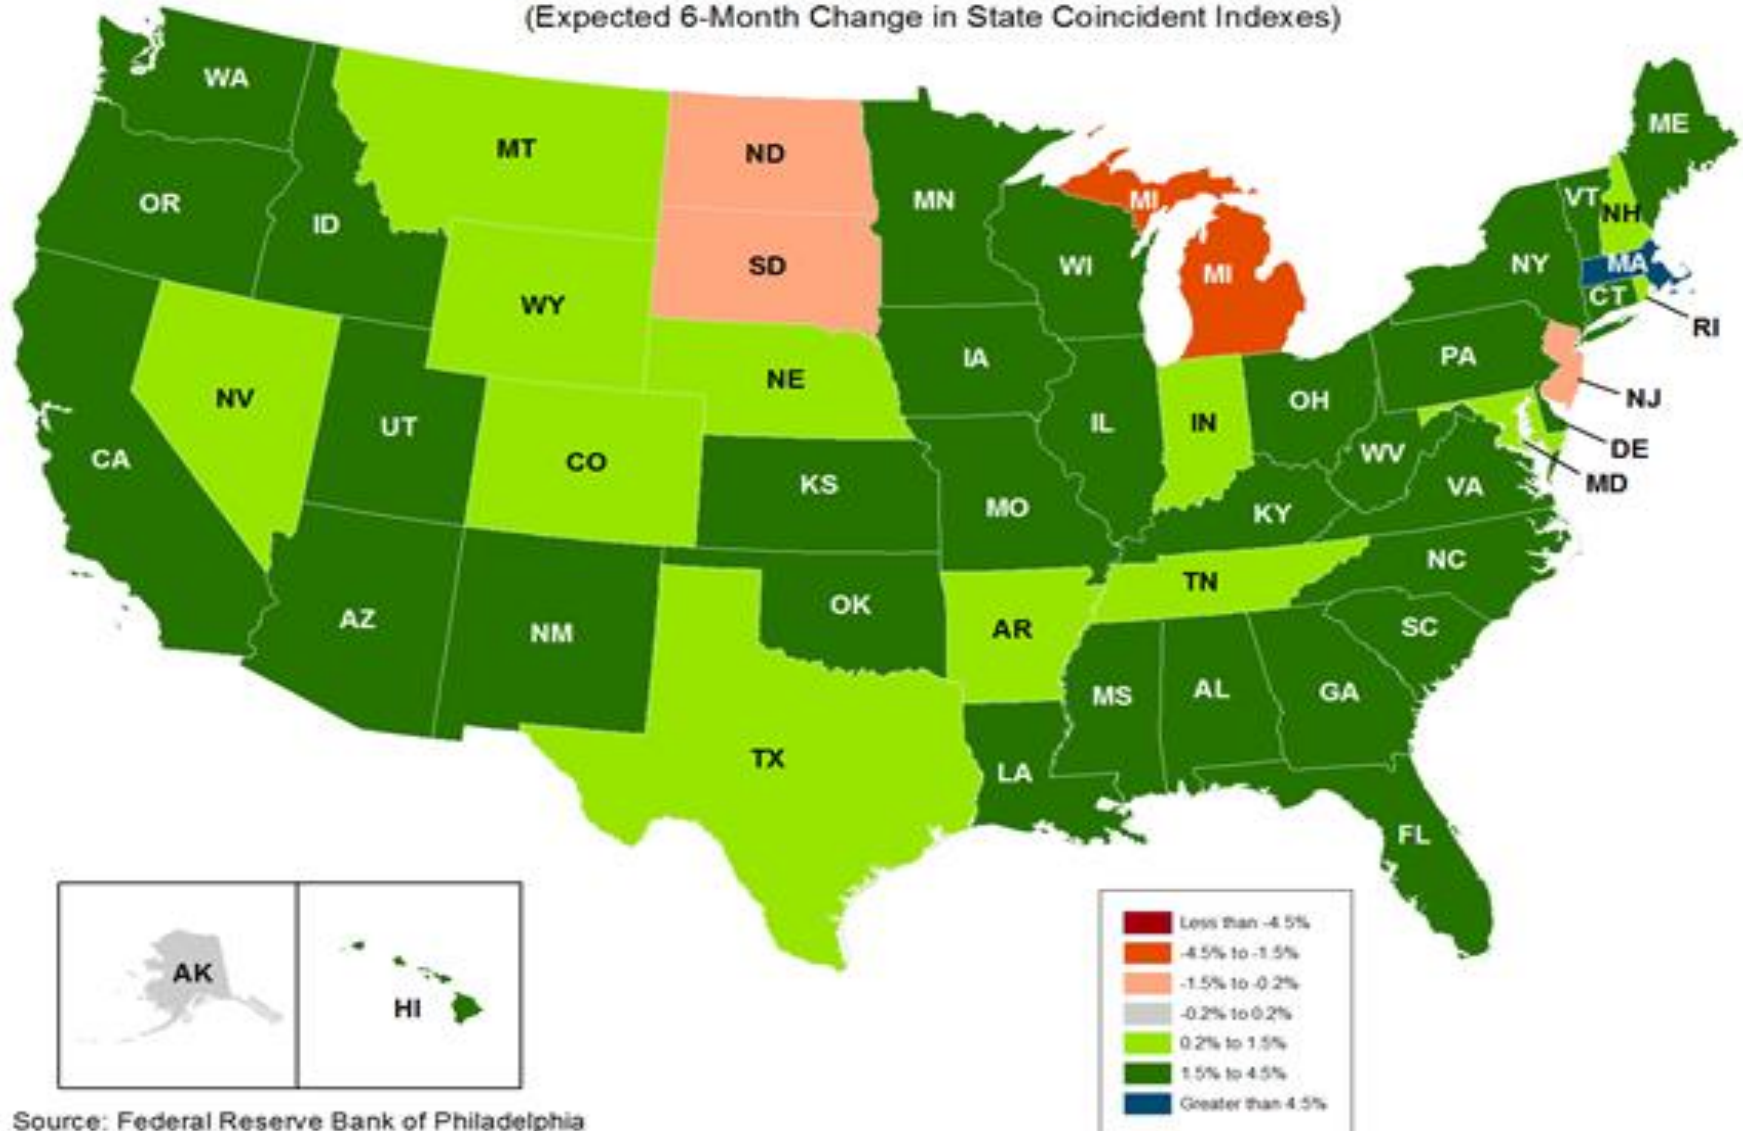 (Expected 6-Month Change in State Coincident Indexes)
WA
ME
MT
ND
VT
MN
MI
OR
NH
ID
SD
WI
MI
NY
MA
CT
WY
RI
IA
PA
NE
NV
NJ
UT
OH
IL
IN
CA
CO
DE
WV
KS
MD
VA
MO
KY
NC
TN
OK
AZ
NM
AR
SC
MS
AL
GA
TX
LA
FL
AK
HI
Less than -4.5%
-4.5% to -1.5%
-1.5% to -0.2%
-0.2% to 0.2%
0.2% to 1.5%
1.5% to 4.5%
Greater than 4.5%
Source: Federal Reserve Bank of Philadelphia